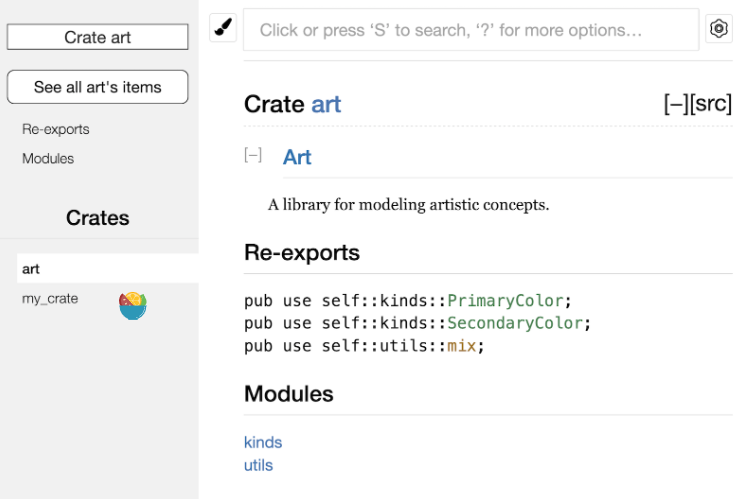 Crate art
See all art's items
Re-exports
Modules
Crates
art
my_crate
Click or press ‘S’ to search, ‘?’ for more options…
Crate art
[−][src]
[−] Art
A library for modeling artistic concepts.
Re-exports
pub use self::kinds::PrimaryColor;
pub use self::kinds::SecondaryColor;
pub use self::utils::mix;
Modules
kinds
utils